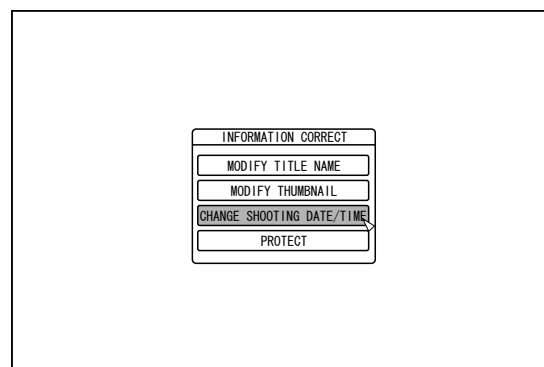 INFORMATION CORRECT
MODIFY TITLE NAME
MODIFY THUMBNAIL
CHANGE SHOOTING DATE/TIME
PROTECT